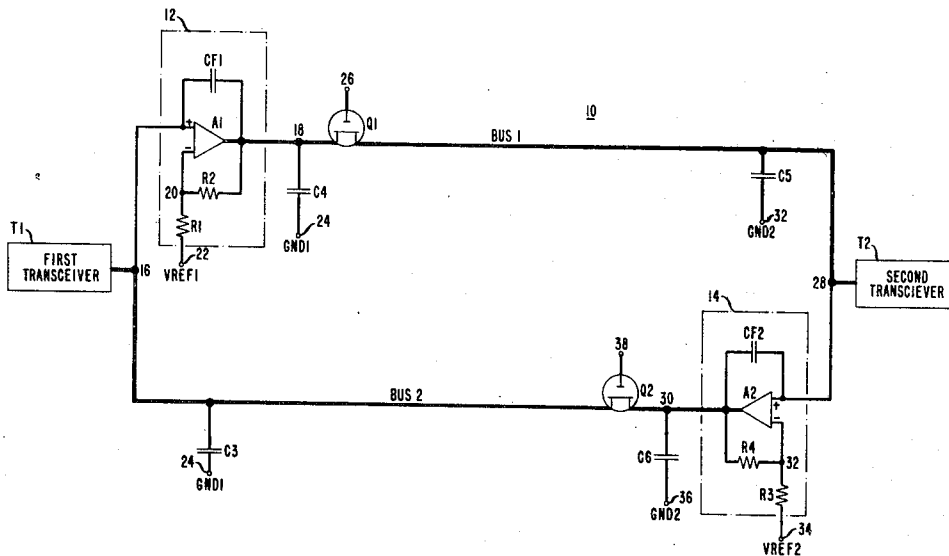 12
CF1
26
10
A1
+
-
18
Q1
BUS 1
R2
20
C4
C5
R1
24
GND1
32
GND2
T1
22
VREF1
T2
FIRST
TRANSCEIVER
16
28
SECOND
TRANSCIEVER
14
38
CF2
Q2
BUS 2
30
A2
+
-
C3
24
GND1
C6
R4
32
R3
36
GND2
34
VREF2